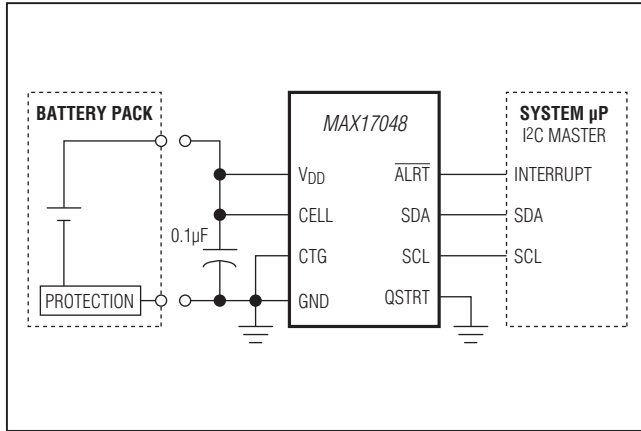 BATTERY PACK
PROTECTION
0.1µF
MAX17048
VDD
CELL
CTG
GND
ALRT
SDA
SCL
QSTRT
SYSTEM µP
I2C MASTER
INTERRUPT
SDA
SCL